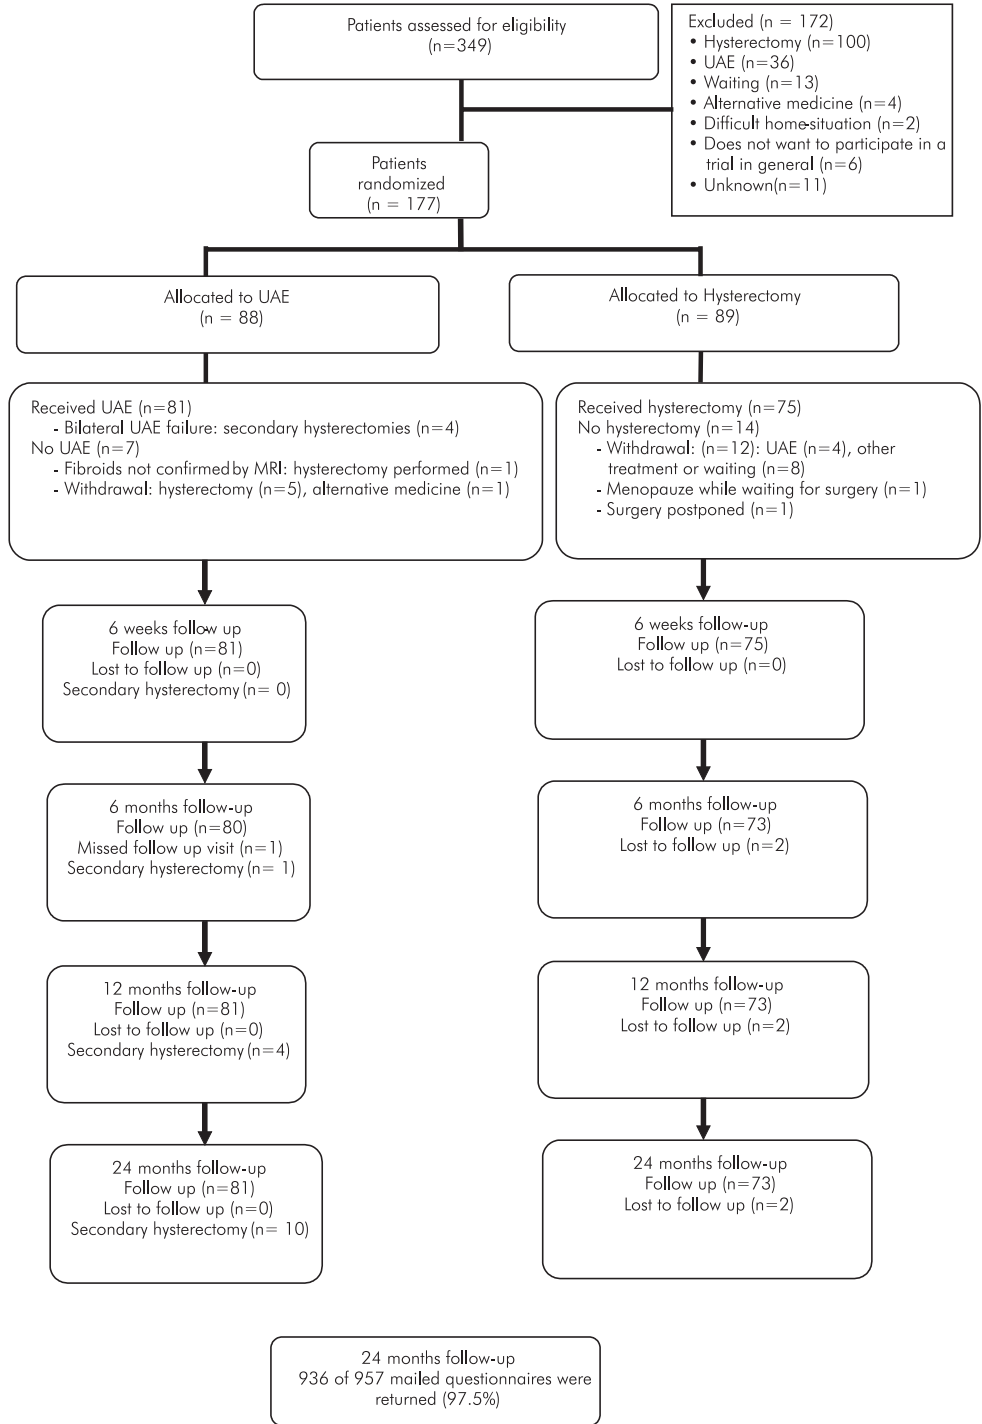 Patients assessed for eligibility
(n=349)
Excluded (n = 172)
• Hysterectomy (n=100)
• UAE (n=36)
• Waiting (n=13)
• Alternative medicine (n=4)
• Difficult home-situation (n=2)
• Does not want to participate in a
trial in general (n=6)
• Unknown(n=11)
Patients
randomized
(n = 177)
Allocated to UAE
(n = 88)
Allocated to Hysterectomy
(n = 89)
Received UAE (n=81)
- Bilateral UAE failure: secondary hysterectomies (n=4)
No UAE (n=7)
- Fibroids not confirmed by MRI: hysterectomy performed (n=1)
- Withdrawal: hysterectomy (n=5), alternative medicine (n=1)
Received hysterectomy (n=75)
No hysterectomy (n=14)
- Withdrawal: (n=12): UAE (n=4), other
treatment or waiting (n=8)
- Menopauze while waiting for surgery (n=1)
- Surgery postponed (n=1)
6 weeks follow up
Follow up (n=81)
Lost to follow up (n=0)
Secondary hysterectomy (n= 0)
6 weeks follow-up
Follow up (n=75)
Lost to follow up (n=0)
6 months follow-up
Follow up (n=80)
Missed follow up visit (n=1)
Secondary hysterectomy (n= 1)
6 months follow-up
Follow up (n=73)
Lost to follow up (n=2)
12 months follow-up
Follow up (n=81)
Lost to follow up (n=0)
Secondary hysterectomy (n=4)
12 months follow-up
Follow up (n=73)
Lost to follow up (n=2)
24 months follow-up
Follow up (n=81)
Lost to follow up (n=0)
Secondary hysterectomy (n= 10)
24 months follow-up
Follow up (n=73)
Lost to follow up (n=2)
24 months follow-up
936 of 957 mailed questionnaires were
returned (97.5%)